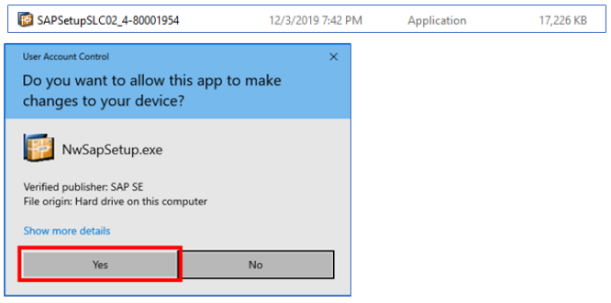 SAPSetupSLC02_4-80001954 12/3/2019 7:42 PM Application 17,226 KB
User Account Control
Do you want to allow this app to make
changes to your device?
NwSapSetup.exe
Verified publisher: SAP SE
File origin: Hard drive on this computer
Show more details
Yes No